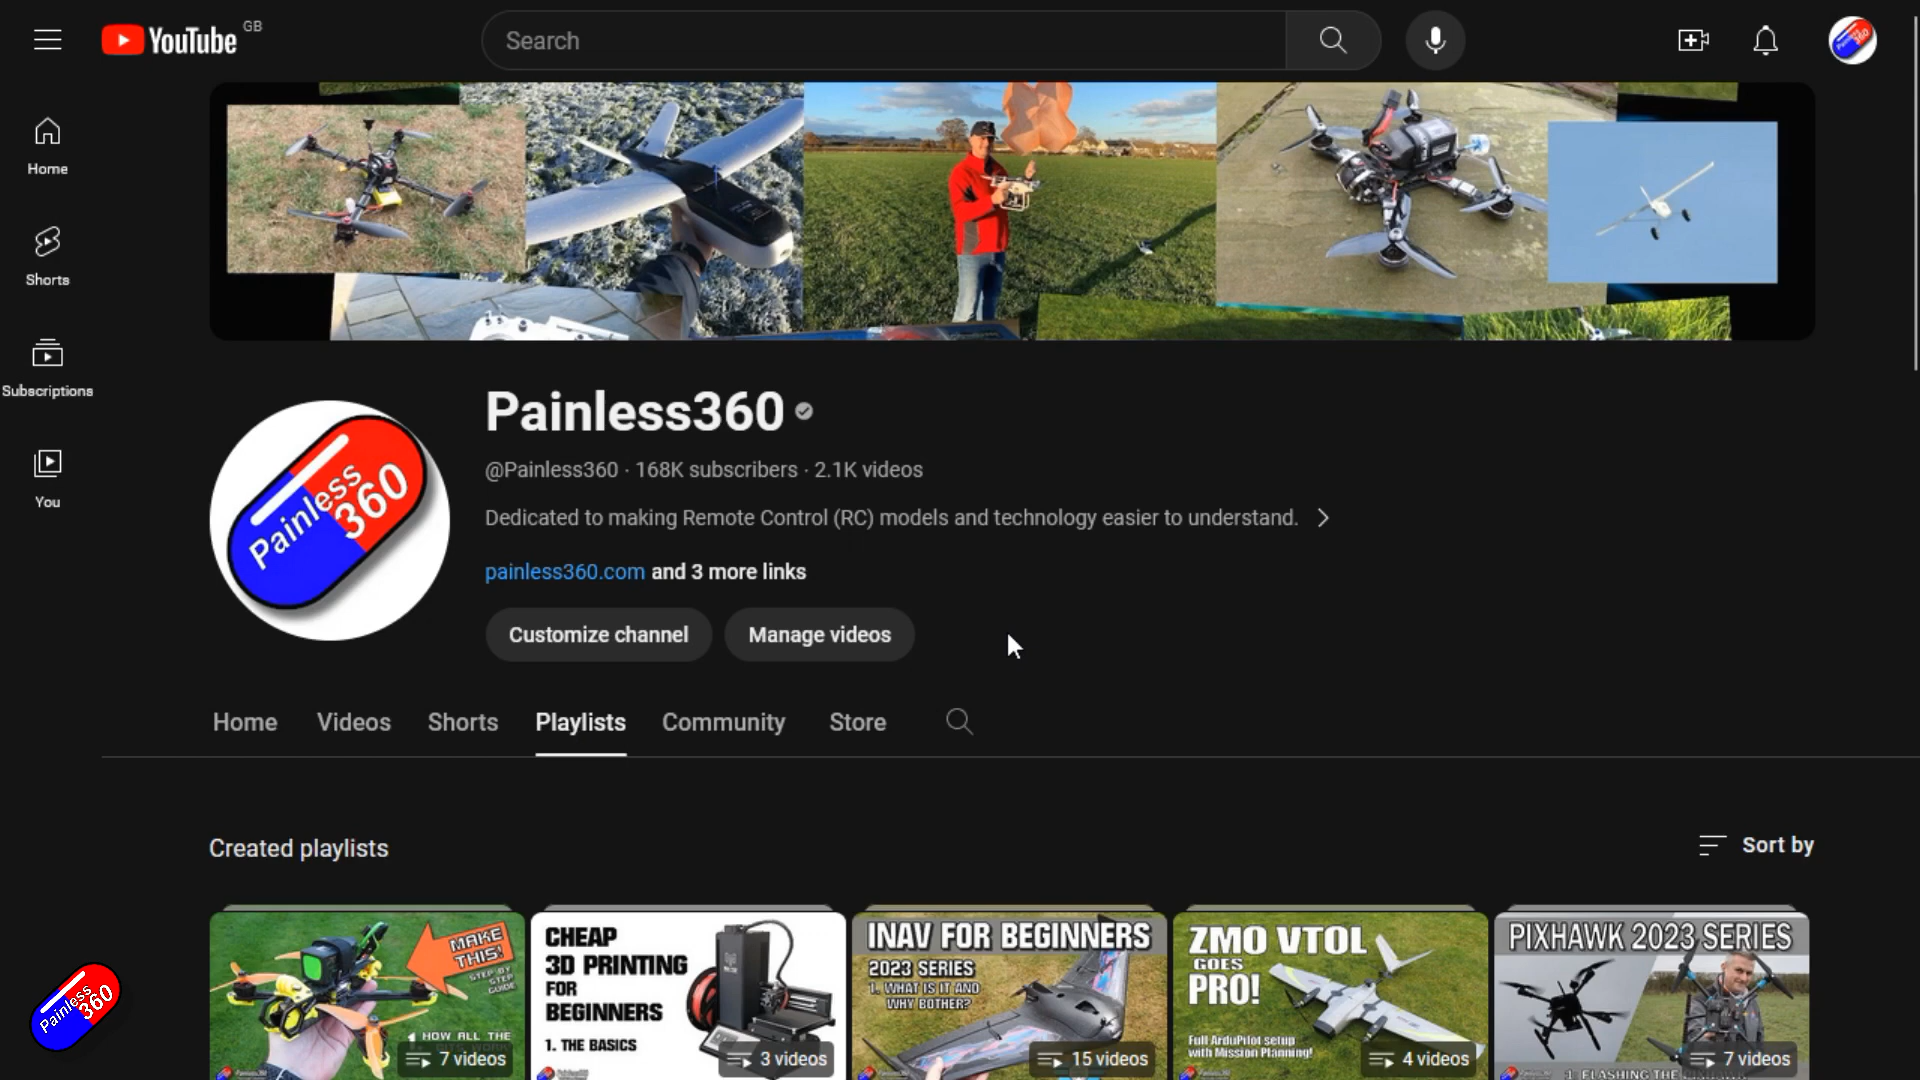 YouTube GB
Search
Home
Shorts
Subscriptions
You
Painless360
Painless
360
@Painless360 · 168K subscribers · 2.1K videos
Dedicated to making Remote Control (RC) models and technology easier to understand.
painless360.com and 3 more links
Customize channel
Manage videos
Home
Videos
Shorts
Playlists
Community
Store
Created playlists
Sort by
MAKE
THIS!
STEP BY
STEP
GUIDE
1. HOW ALL THE
7 videos
CHEAP
3D PRINTING
FOR
BEGINNERS
1. THE BASICS
3 videos
INAV FOR BEGINNERS
2023 SERIES
1. WHAT IS IT AND
WHY BOTHER?
15 videos
ZMO VTOL
GOES
PRO!
Full ArduPilot setup
with Mission Planning!
4 videos
PIXHAWK 2023 SERIES
1. FLASHING THE
7 videos
Painless
360